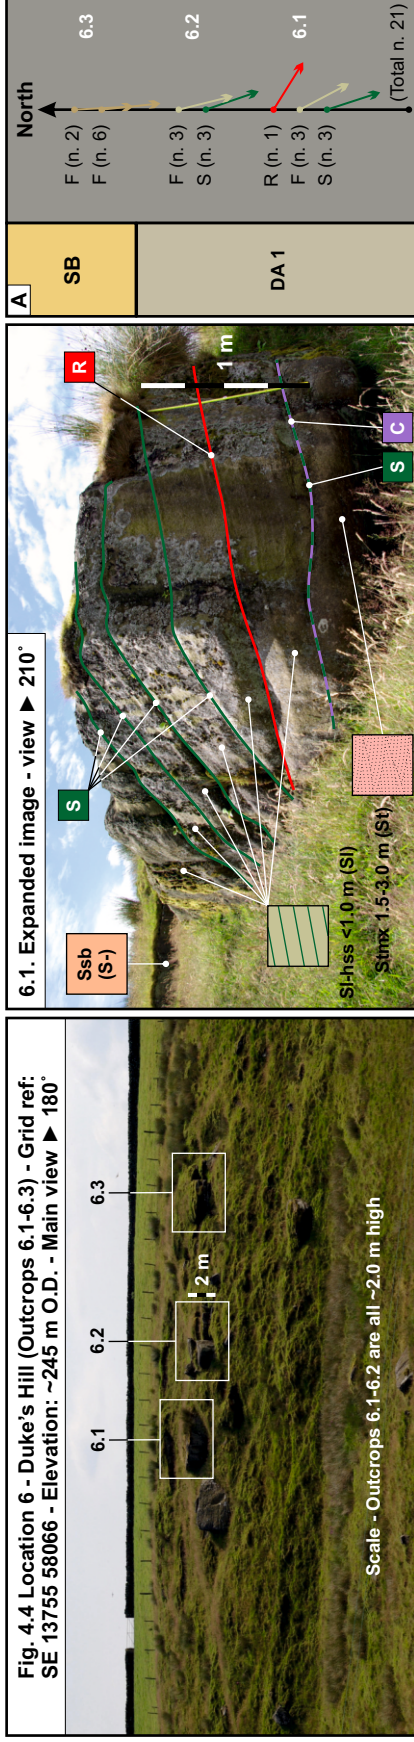 Fig. 4.4 Location 6 - Duke's Hill (Outcrops 6.1-6.3) - Grid ref:
SE 13755 58066 - Elevation: ~245 m O.D. - Main view ► 180°
6.1
6.2
6.3
2 m
Scale - Outcrops 6.1-6.2 are all ~2.0 m high
6.1. Expanded image - view ► 210°
Ssb
(S-)
S
R
1 m
Sl-hss <1.0 m (Sl)
Stmx 1.5-3.0 m (St)
S
C
A
SB
DA 1
North
F (n. 2)
F (n. 6)
6.3
F (n. 3)
S (n. 3)
6.2
R (n. 1)
F (n. 3)
S (n. 3)
6.1
(Total n. 21)